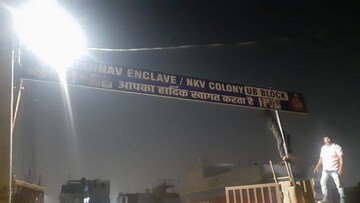 ENCLAVE / NKV COLONY UB BLOCK
आपका हार्दिक स्वागत करता है